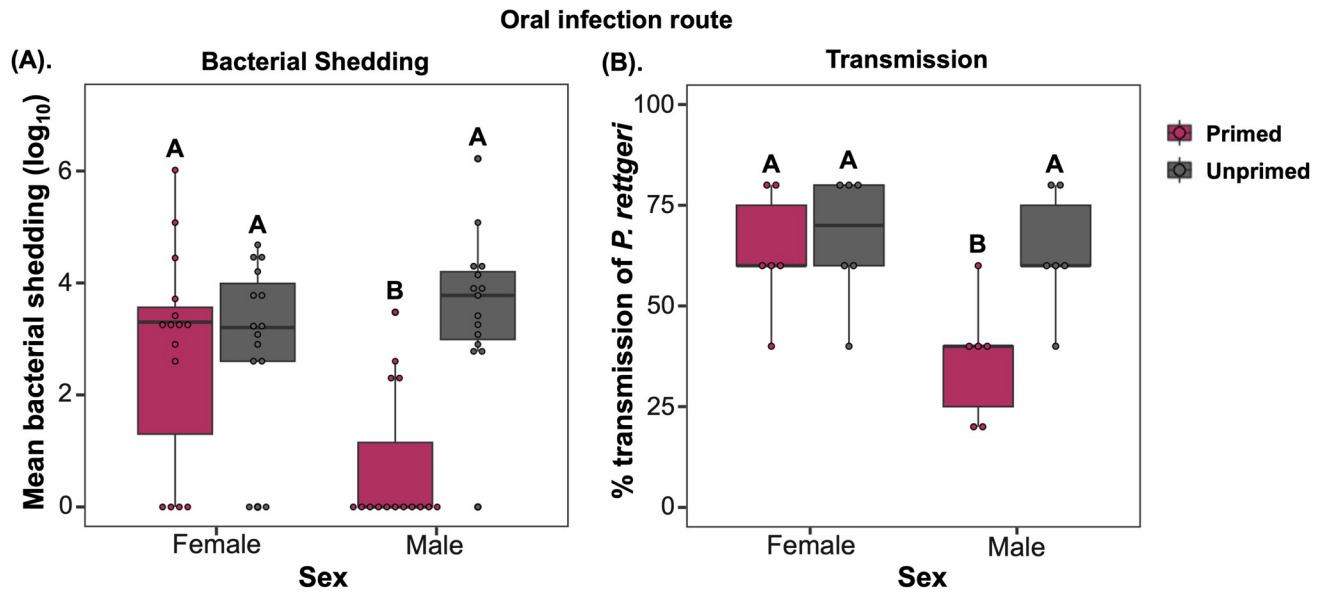 Oral infection route
(A).
Bacterial Shedding
Mean bacterial shedding (log10)
6
4
2
0
A
A
B
A
Female
Male
Sex
(B).
Transmission
% transmission of P. rettgeri
100
75
50
25
0
A
A
B
A
Female
Male
Sex
Primed
Unprimed